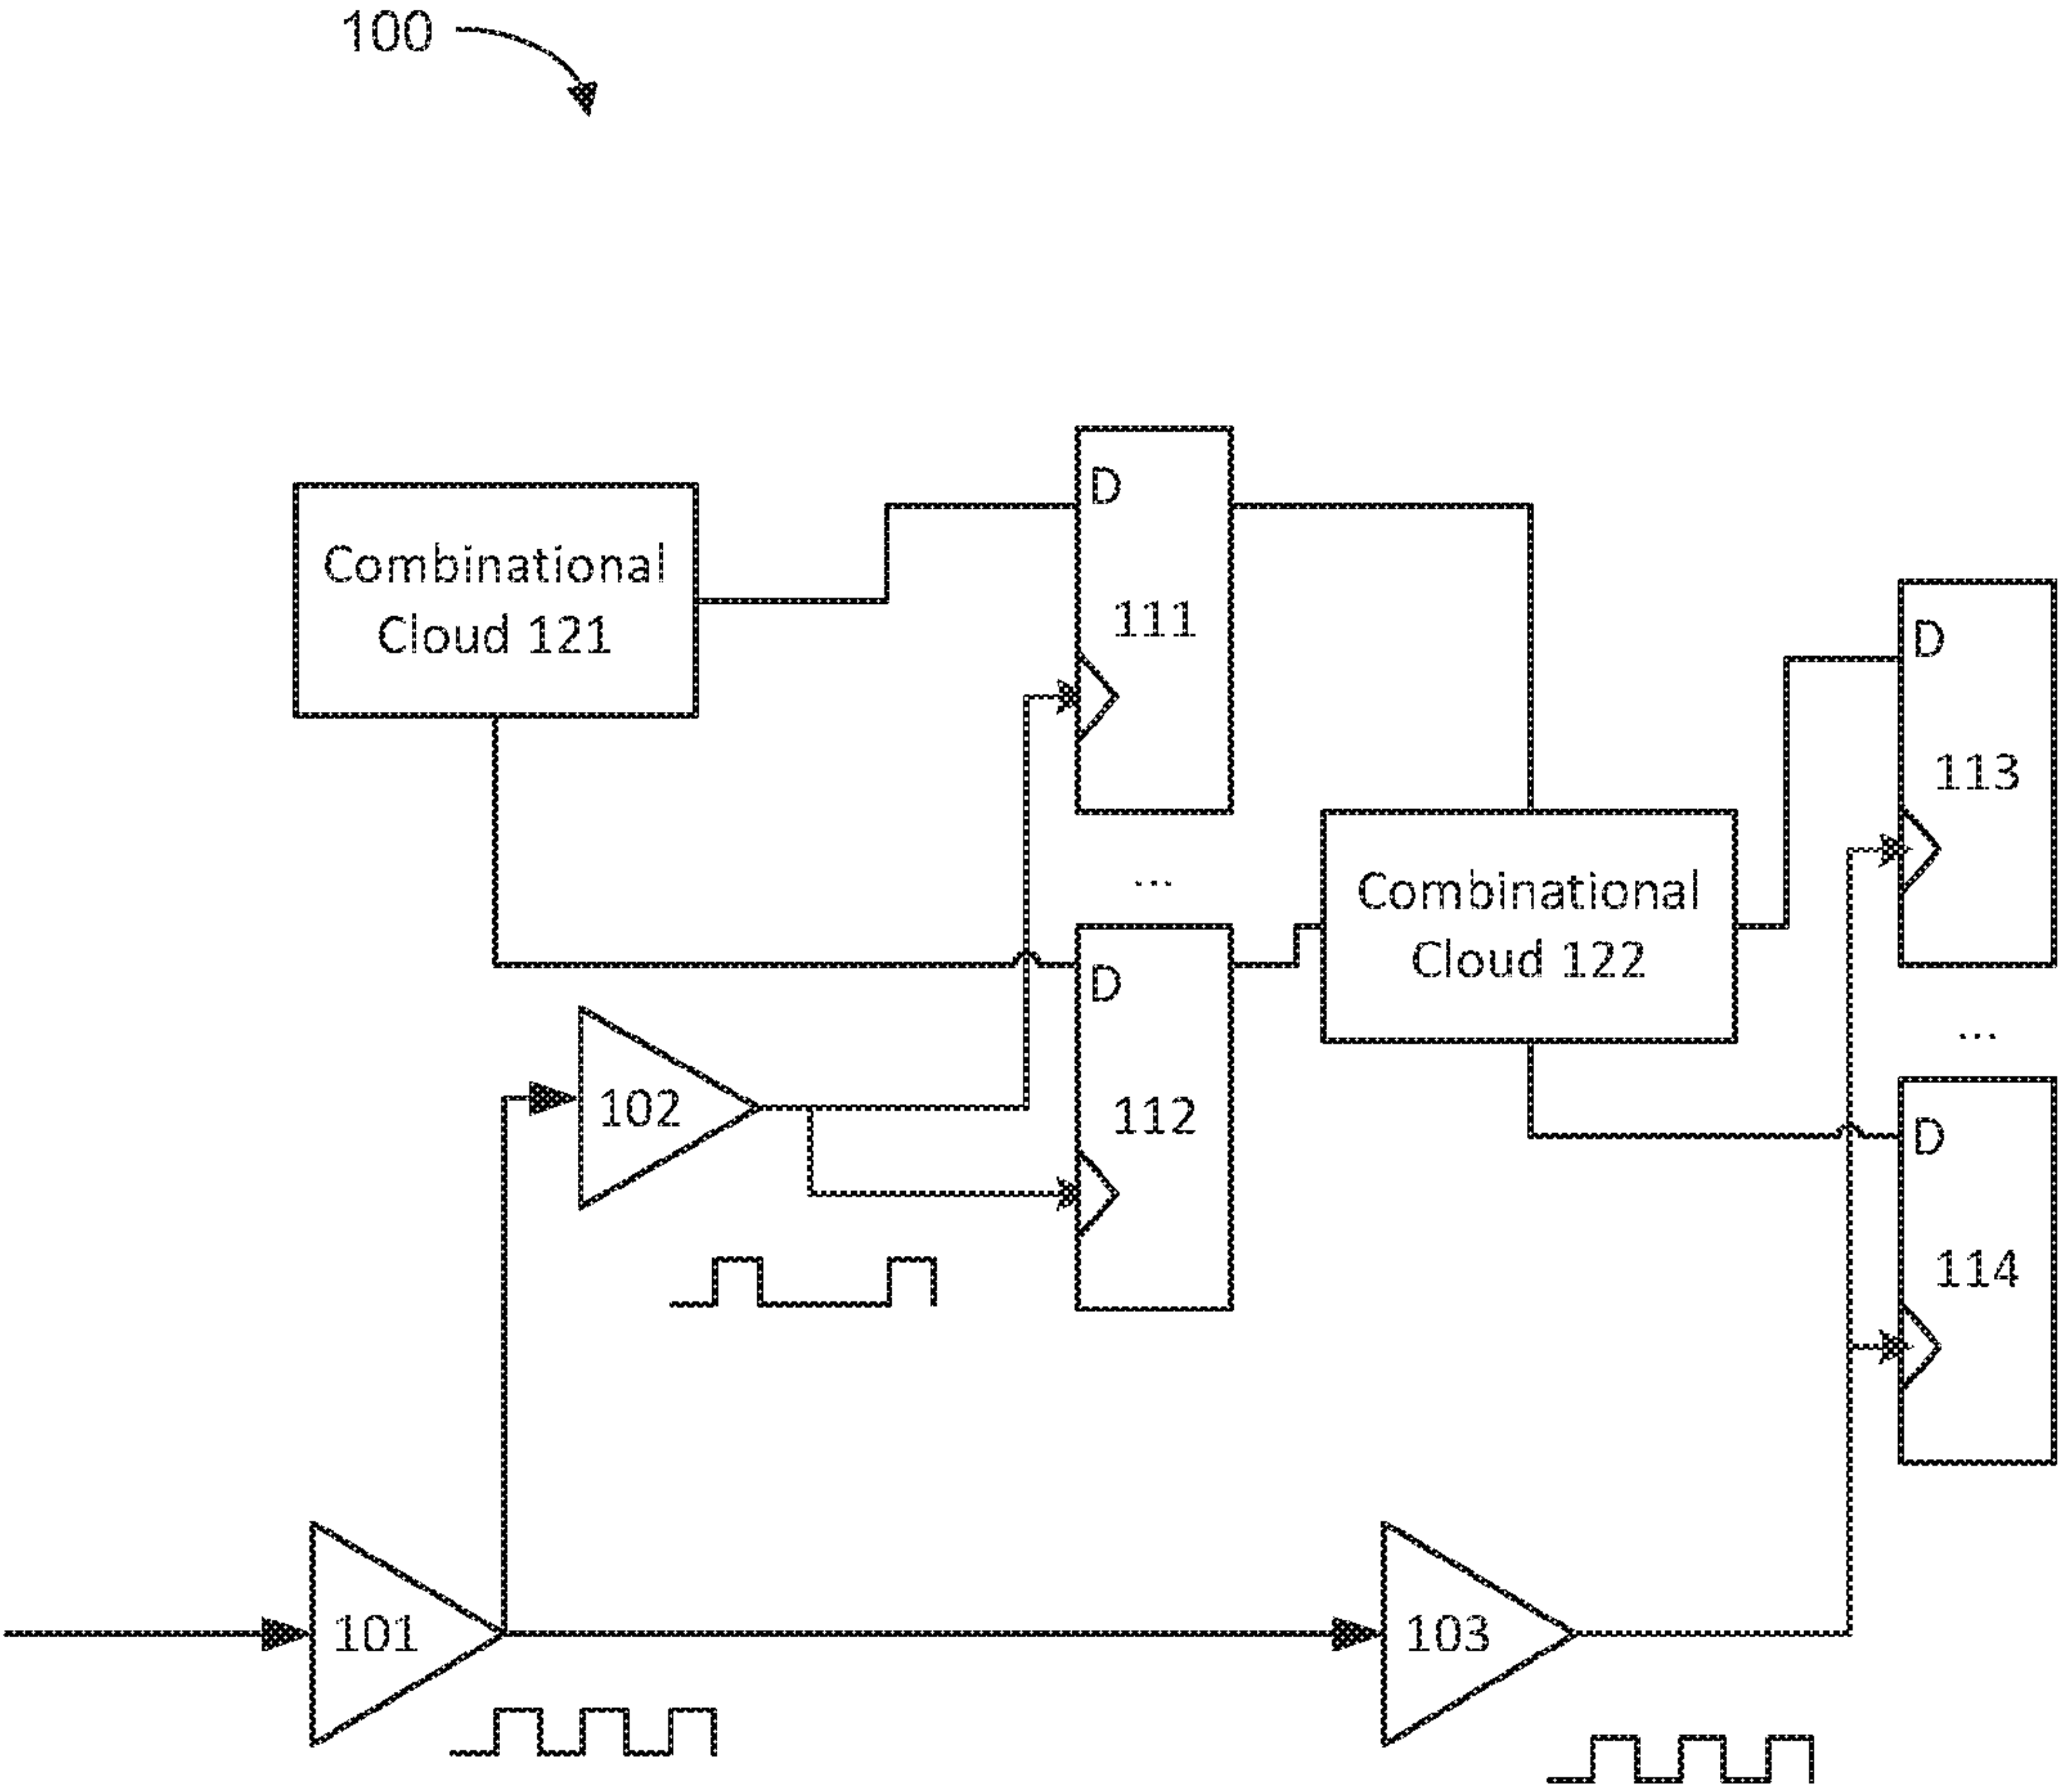 100
D
Combinational
Cloud 121
111
D
113
...
Combinational
Cloud 122
D
102
112
...
D
114
101
103